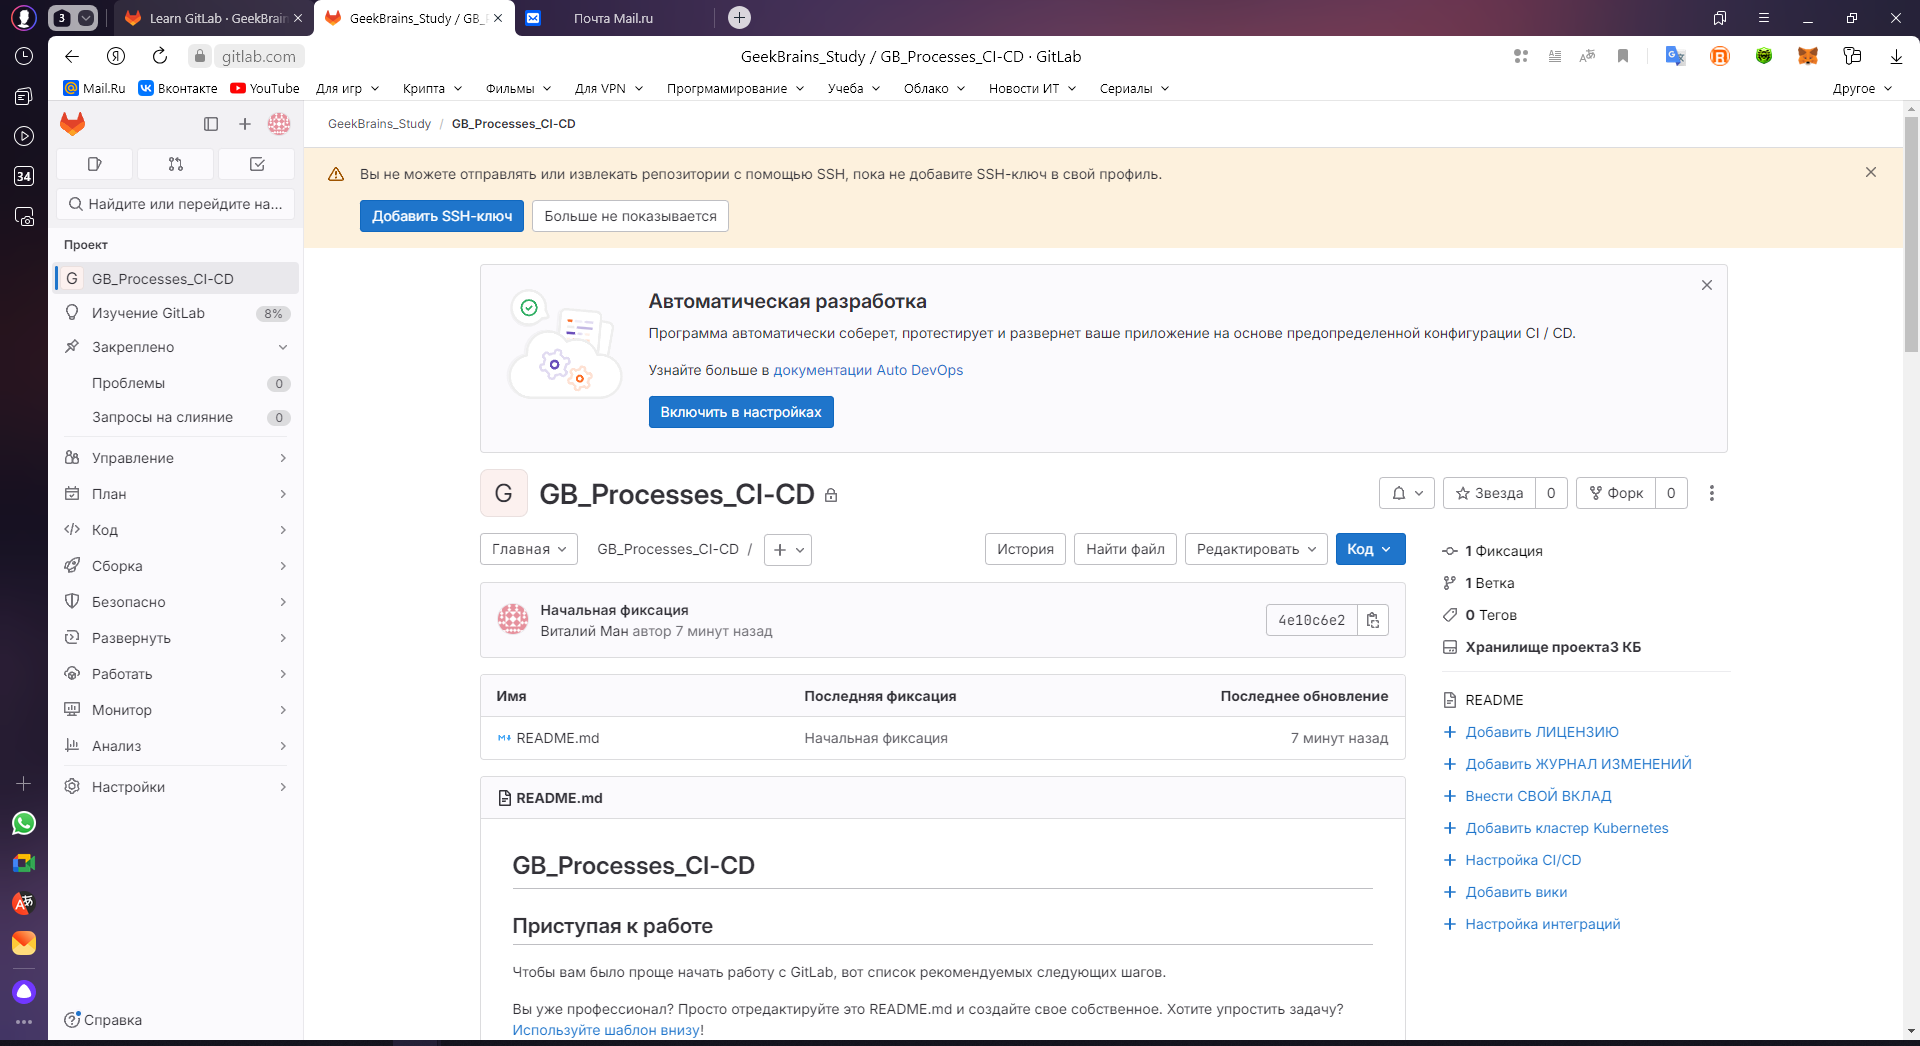 3
Learn GitLab · GeekBrain
GeekBrains_Study / GB_P
Почта Mail.ru
gitlab.com
GeekBrains_Study / GB_Processes_CI-CD · GitLab
Mail.Ru
Вконтакте
YouTube
Для игр
Крипта
Фильмы
Для VPN
Прогрмамирование
Учеба
Облако
Новости ИТ
Сериалы
Другое
34
GeekBrains_Study / GB_Processes_CI-CD
Найдите или перейдите на...
Проект
G GB_Processes_CI-CD
Изучение GitLab 8%
Закреплено
Проблемы 0
Запросы на слияние 0
Управление
План
Код
Сборка
Безопасно
Развернуть
Работать
Монитор
Анализ
Настройки
Справка
Вы не можете отправлять или извлекать репозитории с помощью SSH, пока не добавите SSH-ключ в свой профиль.
Добавить SSH-ключ
Больше не показывается
Автоматическая разработка
Программа автоматически соберет, протестирует и развернет ваше приложение на основе предопределенной конфигурации CI / CD.
Узнайте больше в документации Auto DevOps
Включить в настройках
G GB_Processes_CI-CD
Звезда 0
Форк 0
Главная
GB_Processes_CI-CD /
История
Найти файл
Редактировать
Код
Начальная фиксация
Виталий Ман автор 7 минут назад
4e10c6e2
Имя Последняя фиксация Последнее обновление
README.md Начальная фиксация 7 минут назад
README.md
GB_Processes_CI-CD
Приступая к работе
Чтобы вам было проще начать работу с GitLab, вот список рекомендуемых следующих шагов.
Вы уже профессионал? Просто отредактируйте это README.md и создайте свое собственное. Хотите упростить задачу?
Используйте шаблон внизу!
1 Фиксация
1 Ветка
0 Тегов
Хранилище проекта3 КБ
README
Добавить ЛИЦЕНЗИЮ
Добавить ЖУРНАЛ ИЗМЕНЕНИЙ
Внести СВОЙ ВКЛАД
Добавить кластер Kubernetes
Настройка CI/CD
Добавить вики
Настройка интеграций